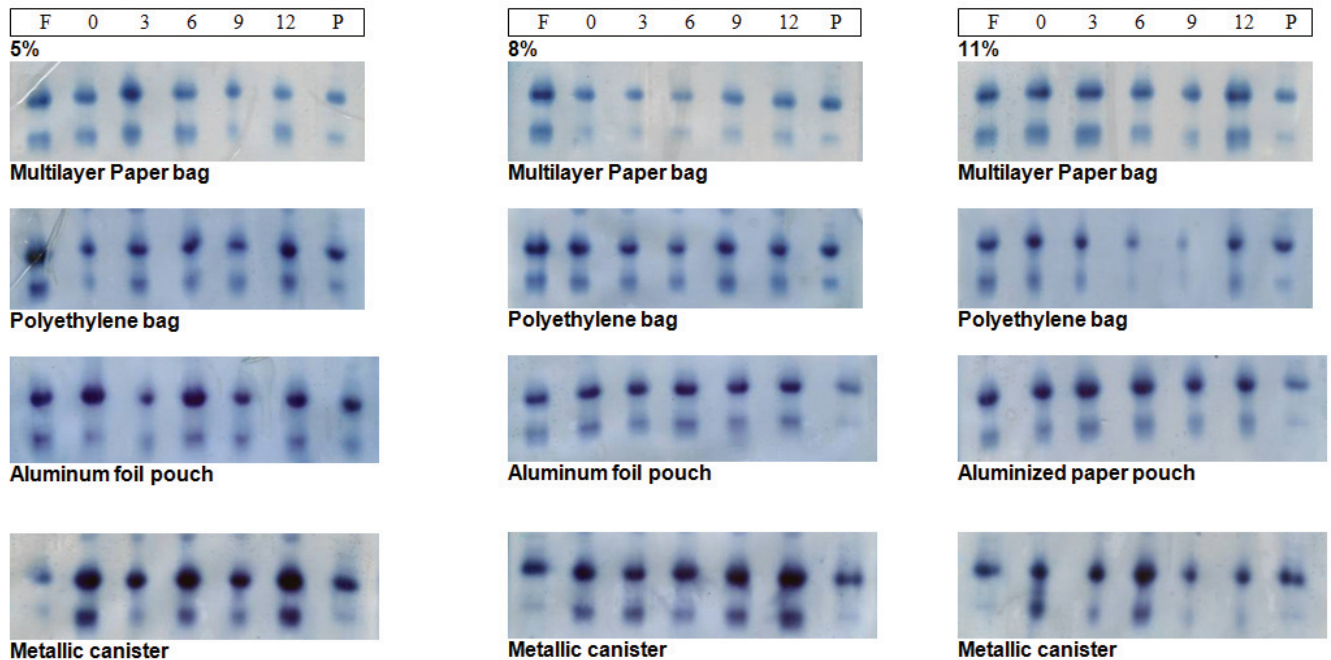 F 0 3 6 9 12 P
5%
Multilayer Paper bag
Polyethylene bag
Aluminum foil pouch
Metallic canister
F 0 3 6 9 12 P
8%
Multilayer Paper bag
Polyethylene bag
Aluminum foil pouch
Metallic canister
F 0 3 6 9 12 P
11%
Multilayer Paper bag
Polyethylene bag
Aluminized paper pouch
Metallic canister